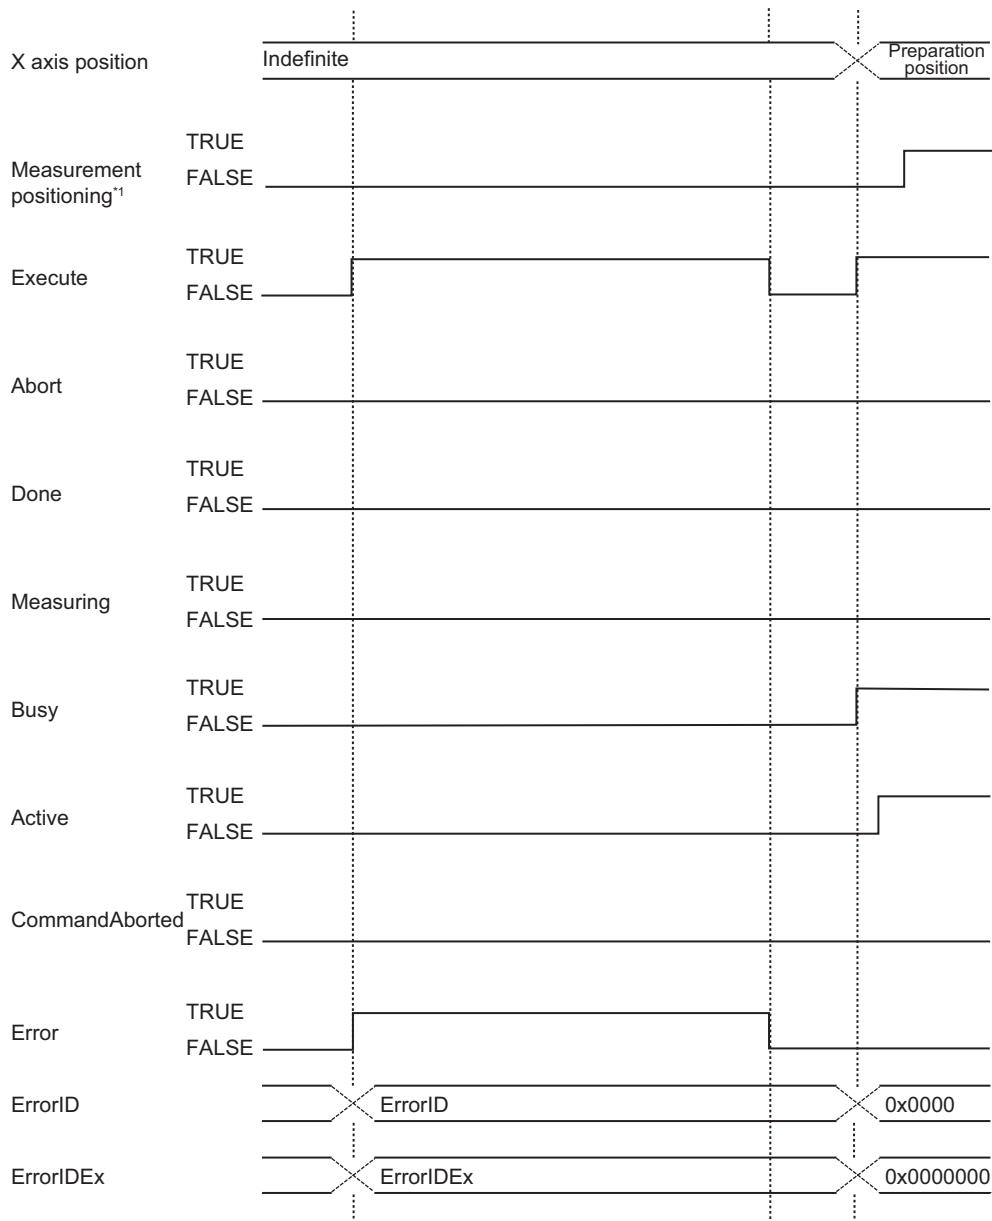 X axis position
Indefinite
Preparation
position
Measurement
positioning*1
TRUE
FALSE
Execute
TRUE
FALSE
Abort
TRUE
FALSE
Done
TRUE
FALSE
Measuring
TRUE
FALSE
Busy
TRUE
FALSE
Active
TRUE
FALSE
CommandAborted
TRUE
FALSE
Error
TRUE
FALSE
ErrorID
ErrorID
0x0000
ErrorIDEx
ErrorIDEx
0x0000000